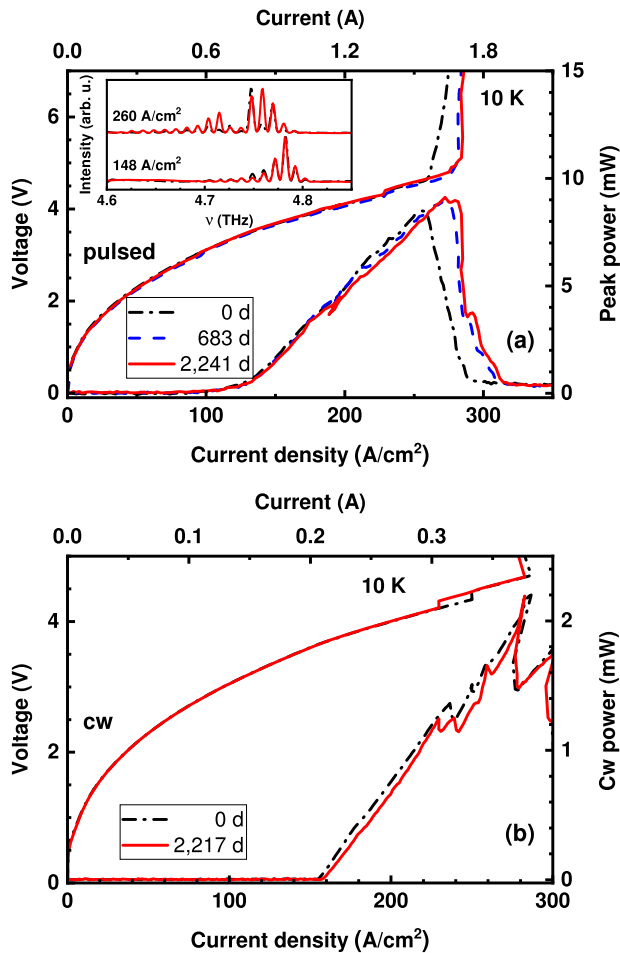 Current (A)
0.0 0.6 1.2 1.8
Intensity (arb. u.)
260 A/cm²
148 A/cm²
4.6 4.7 4.8
ν (THz)
10 K
Voltage (V)
6
4
2
0
Peak power (mW)
15
10
5
0
pulsed
0 d
683 d
2,241 d
(a)
0 100 200 300
Current density (A/cm²)
Current (A)
0.0 0.1 0.2 0.3
10 K
Voltage (V)
4
2
0
Cw power (mW)
2
1
0
cw
0 d
2,217 d
(b)
0 100 200 300
Current density (A/cm²)